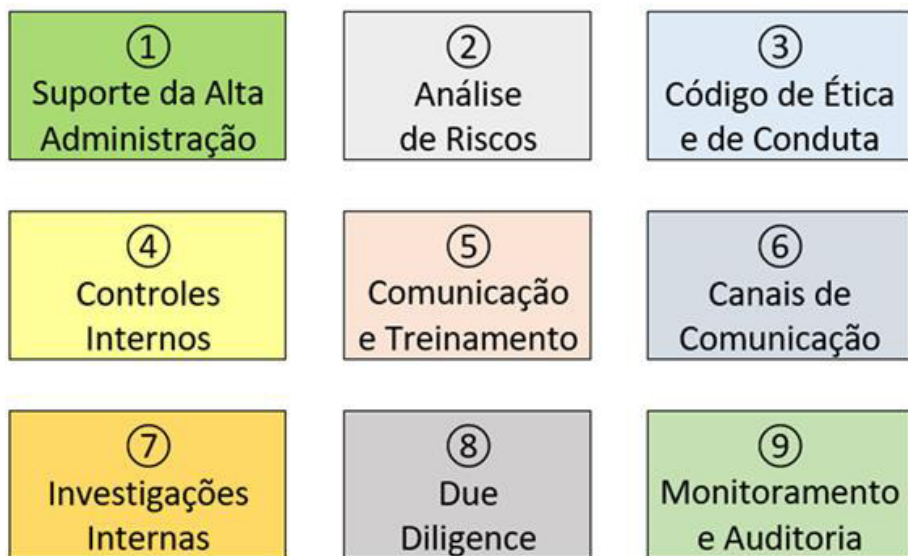 ①
Suporte da Alta
Administração
②
Análise
de Riscos
③
Código de Ética
e de Conduta
④
Controles
Internos
⑤
Comunicação
e Treinamento
⑥
Canais de
Comunicação
⑦
Investigações
Internas
⑧
Due
Diligence
⑨
Monitoramento
e Auditoria